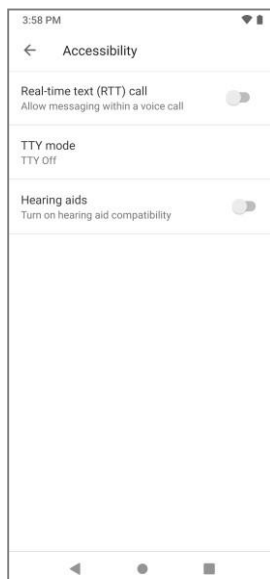 3:58 PM
Accessibility
Real-time text (RTT) call
Allow messaging within a voice call
TTY mode
TTY Off
Hearing aids
Turn on hearing aid compatibility